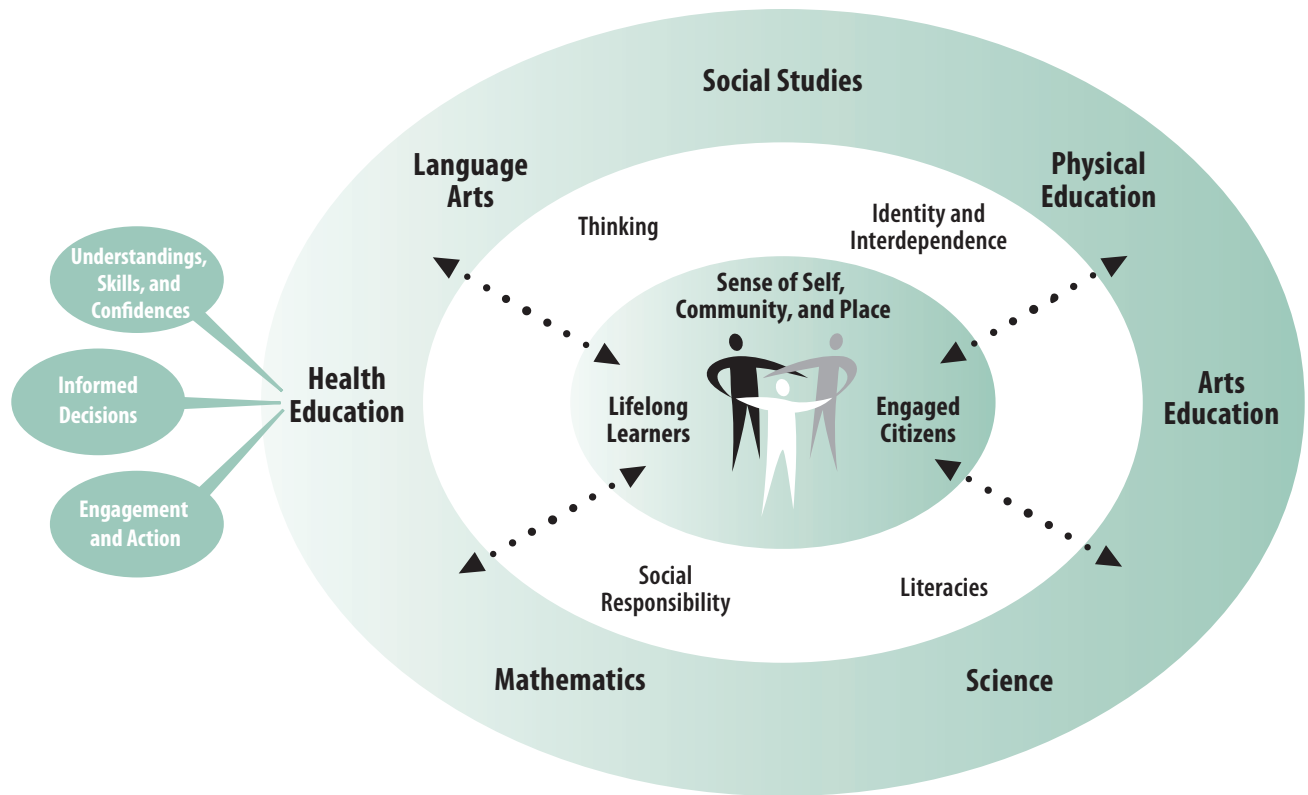 Social Studies
Language
Arts
Physical
Education
Thinking
Identity and
Interdependence
Understandings,
Skills, and
Confidences
Sense of Self,
Community, and Place
Informed
Decisions
Health
Education
Lifelong
Learners
Engaged
Citizens
Arts
Education
Engagement
and Action
Social
Responsibility
Literacies
Mathematics
Science